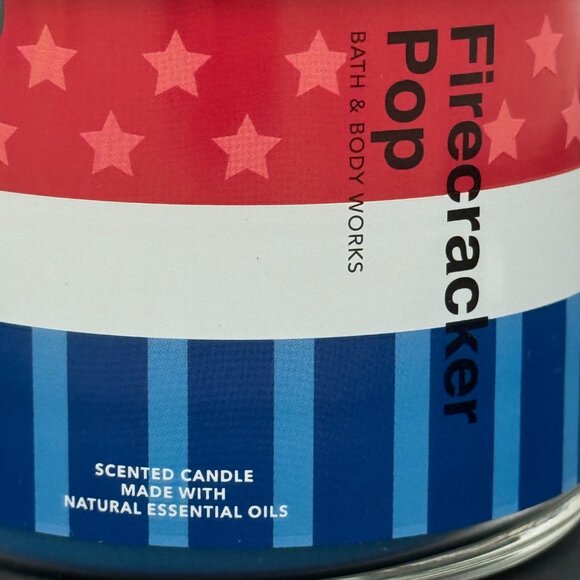 Firecracker
Pop
BATH & BODY WORKS
SCENTED CANDLE
MADE WITH
NATURAL ESSENTIAL OILS